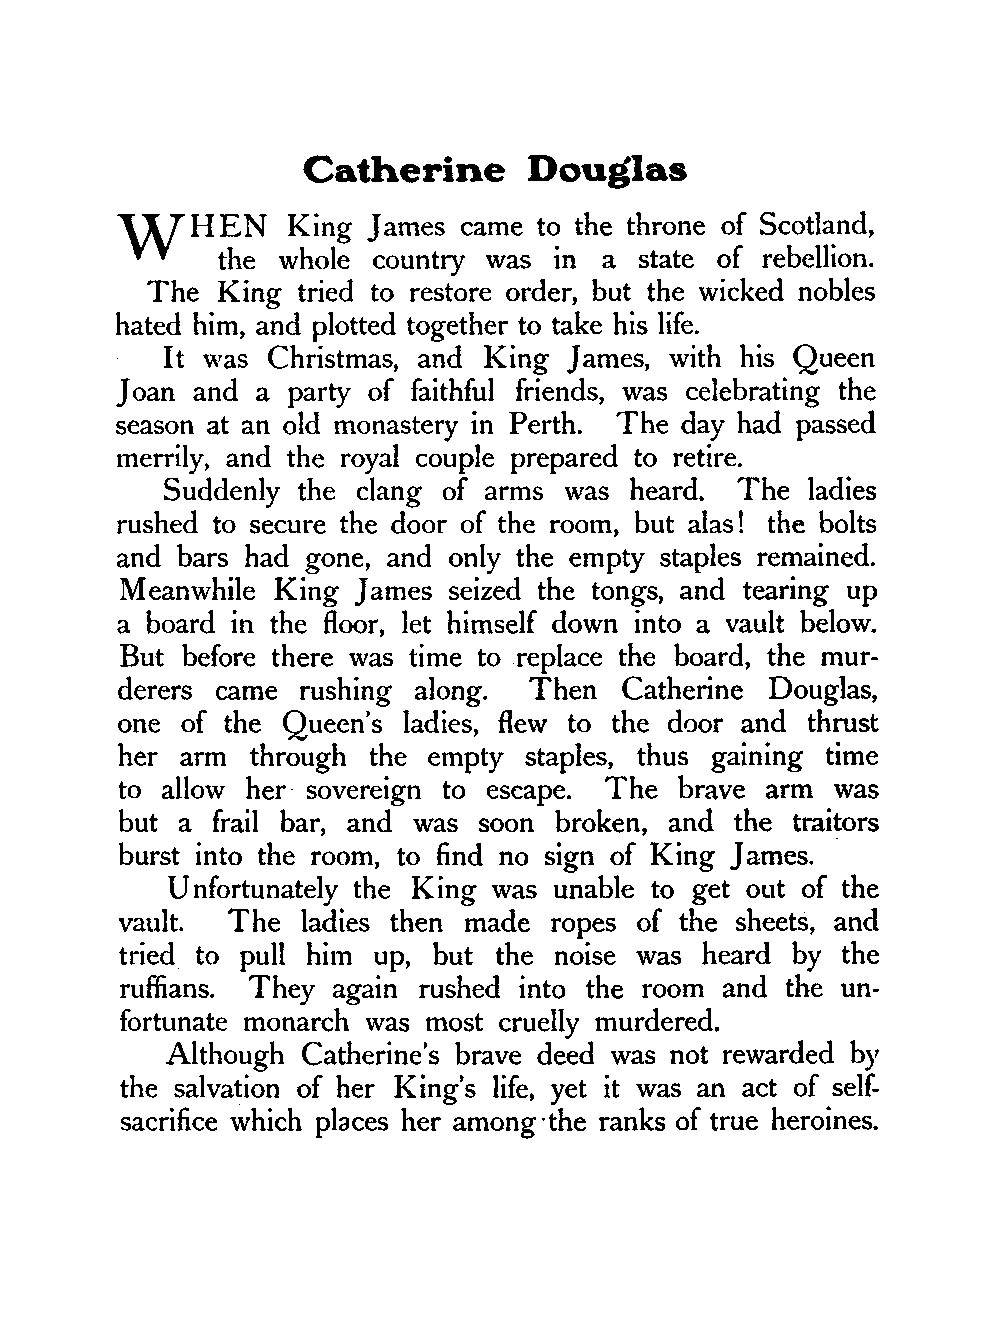 Catherine Douglas
WHEN King James came to the throne of Scotland,
the whole country was in a state of rebellion.
The King tried to restore order, but the wicked nobles
hated him, and plotted together to take his life.
It was Christmas, and King James, with his Queen
Joan and a party of faithful friends, was celebrating the
season at an old monastery in Perth. The day had passed
merrily, and the royal couple prepared to retire.
Suddenly the clang of arms was heard. The ladies
rushed to secure the door of the room, but alas! the bolts
and bars had gone, and only the empty staples remained.
Meanwhile King James seized the tongs, and tearing up
a board in the floor, let himself down into a vault below.
But before there was time to replace the board, the mur-
derers came rushing along. Then Catherine Douglas,
one of the Queen's ladies, flew to the door and thrust
her arm through the empty staples, thus gaining time
to allow her sovereign to escape. The brave arm was
but a frail bar, and was soon broken, and the traitors
burst into the room, to find no sign of King James.
Unfortunately the King was unable to get out of the
vault. The ladies then made ropes of the sheets, and
tried to pull him up, but the noise was heard by the
ruffians. They again rushed into the room and the un-
fortunate monarch was most cruelly murdered.
Although Catherine's brave deed was not rewarded by
the salvation of her King's life, yet it was an act of self-
sacrifice which places her among the ranks of true heroines.